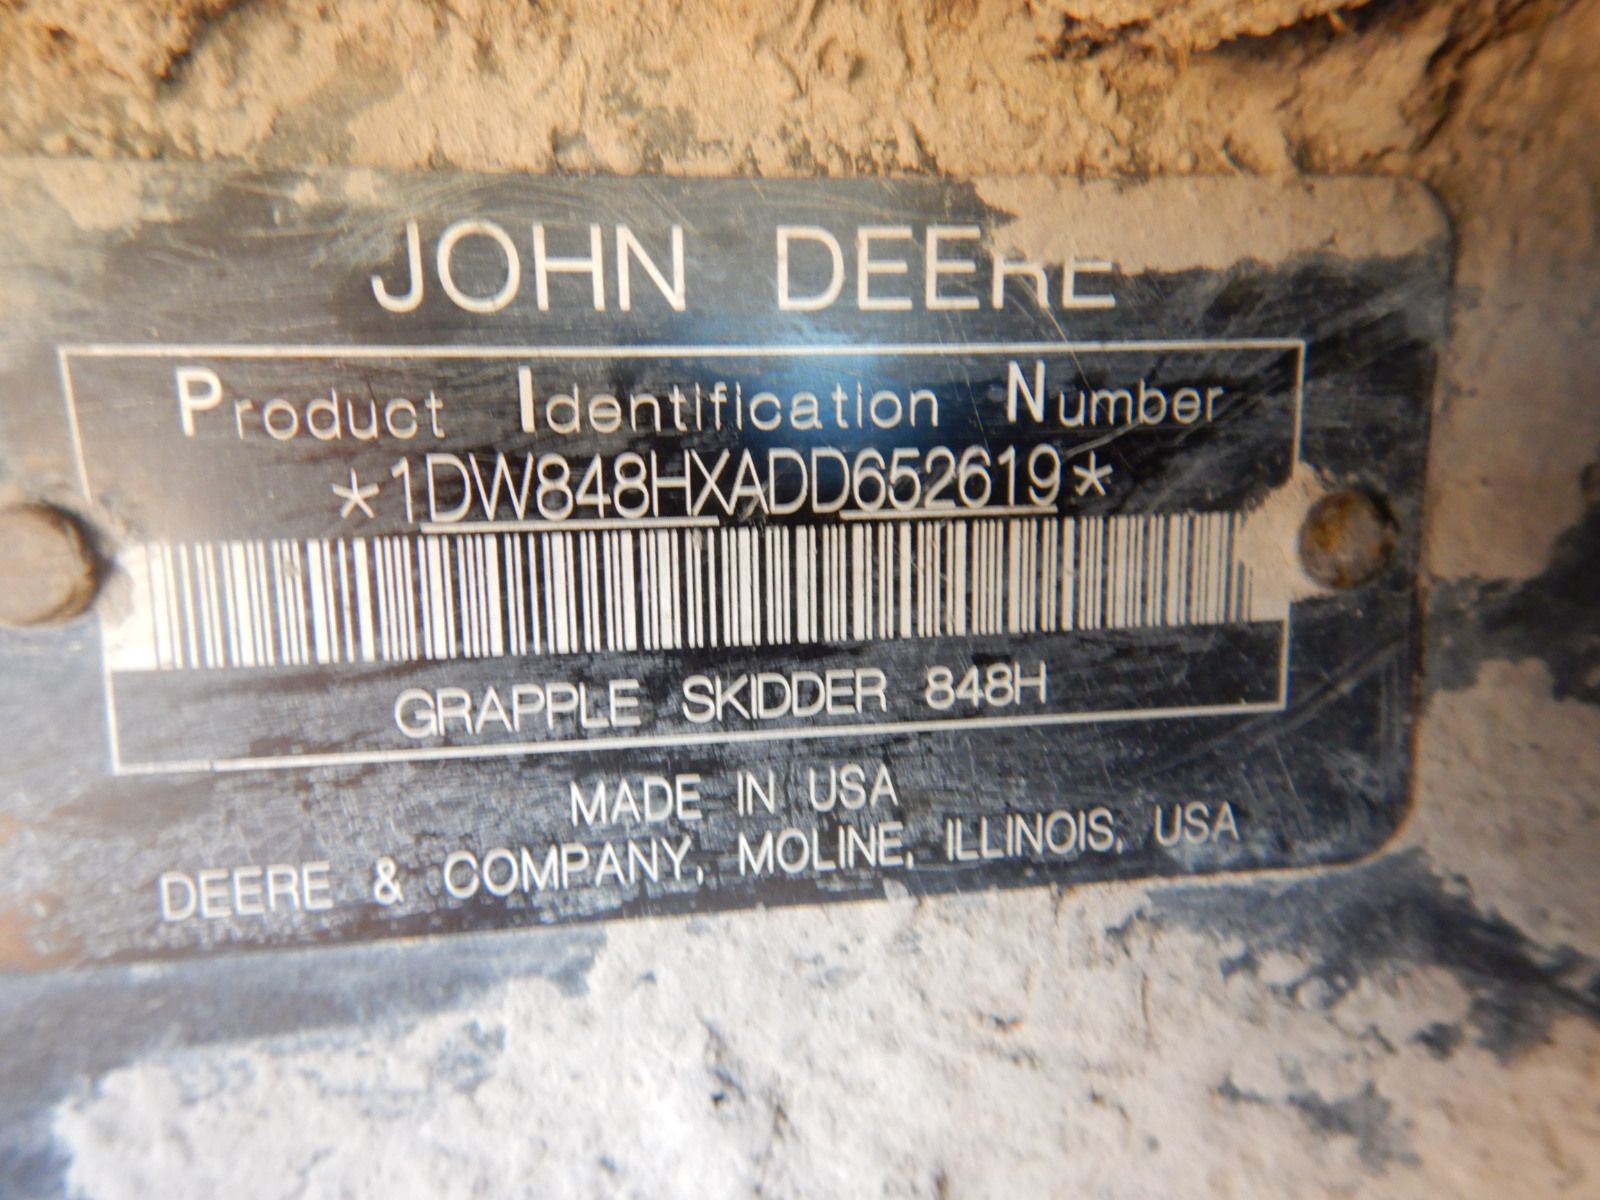 JOHN DEERE
Product Identification Number
*1DW848HXADD652619*
GRAPPLE SKIDDER 848H
MADE IN USA
DEERE & COMPANY, MOLINE, ILLINOIS, USA